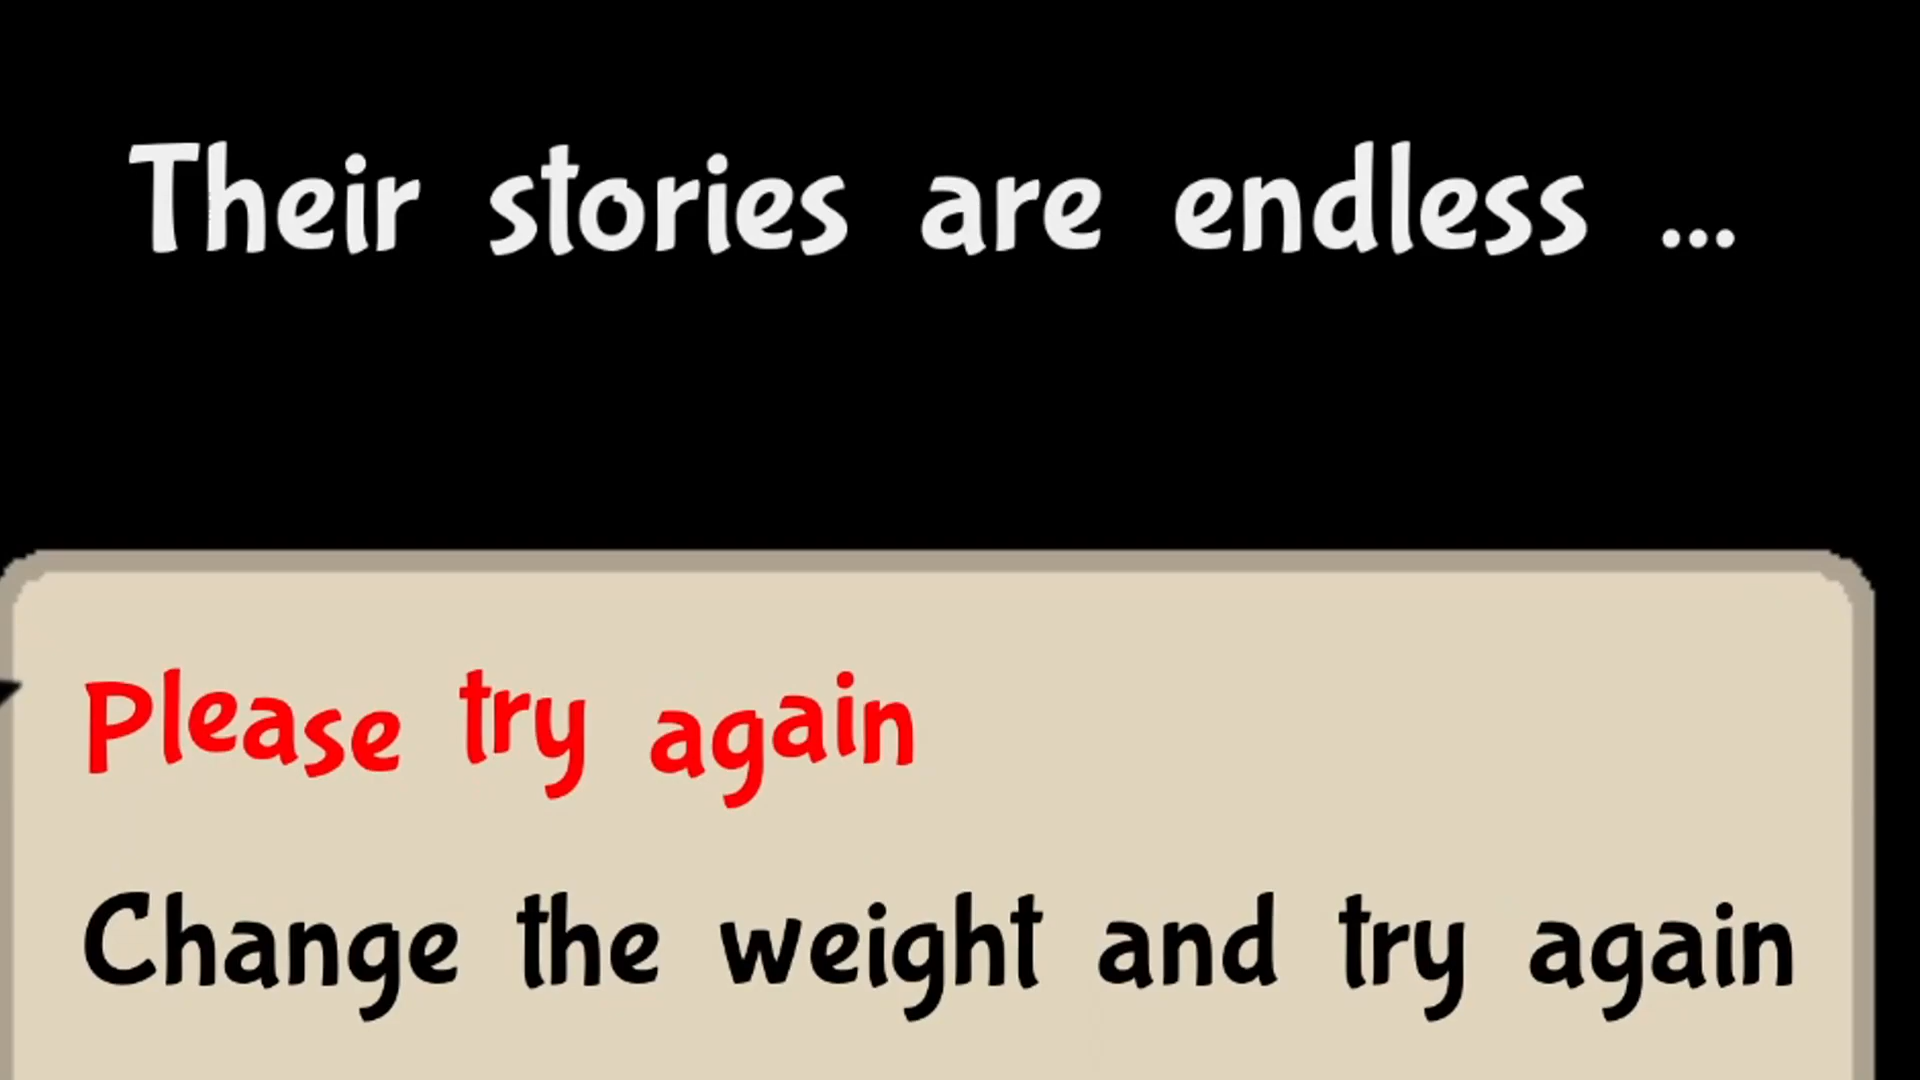 Their stories are endless ...
Please try again
Change the weight and try again